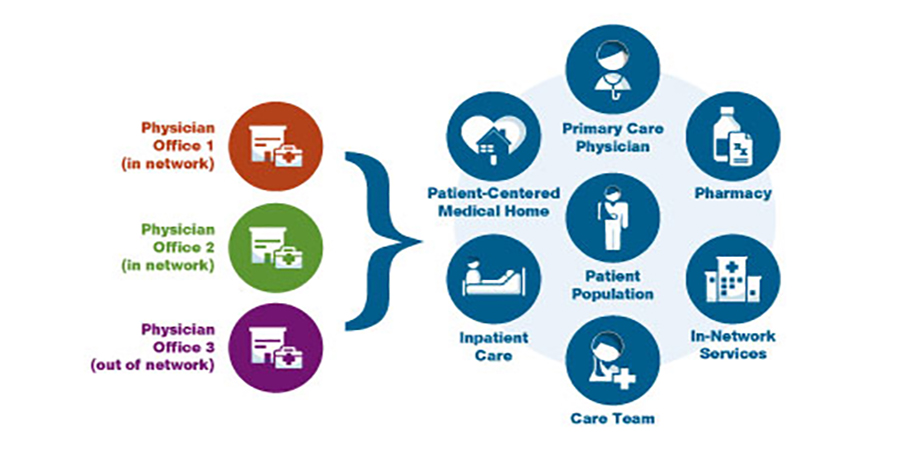 Physician
Office 1
(in network)
Physician
Office 2
(in network)
Physician
Office 3
(out of network)
Primary Care
Physician
Patient-Centered
Medical Home
Pharmacy
Patient
Population
Inpatient
Care
In-Network
Services
Care Team